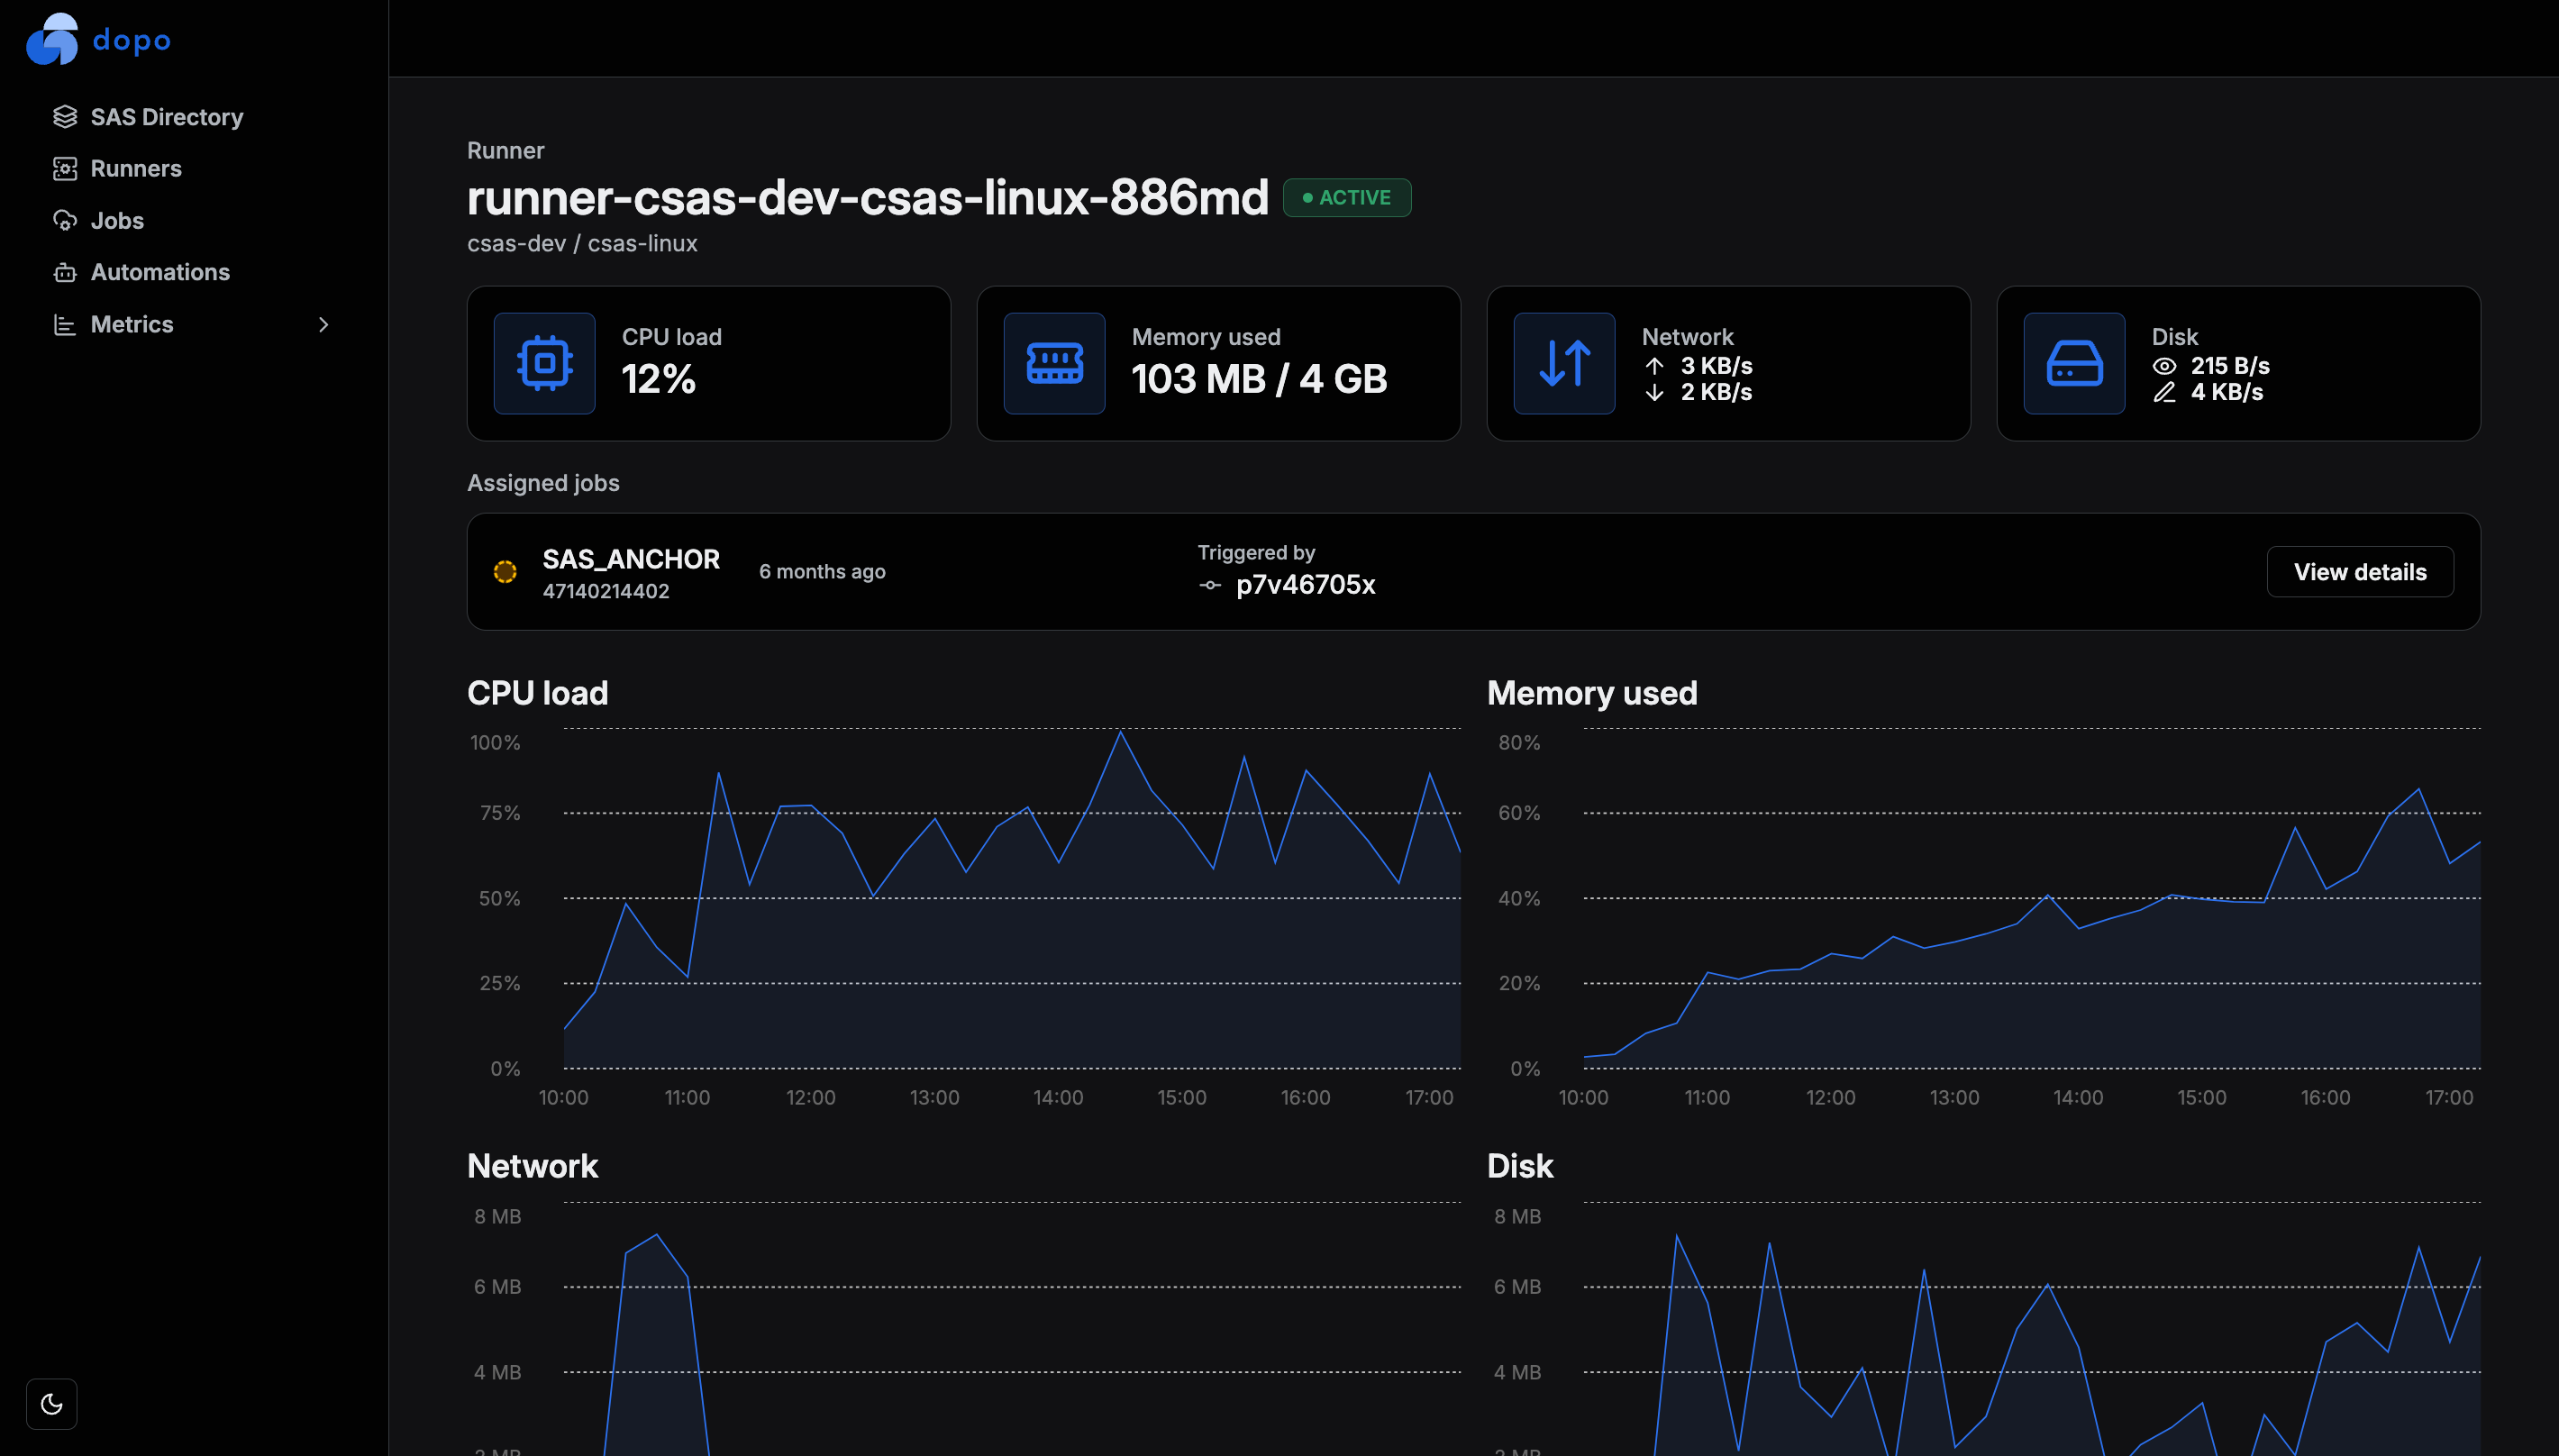 dopo
SAS Directory
Runners
Jobs
Automations
Metrics
Runner
runner-csas-dev-csas-linux-886md
ACTIVE
csas-dev / csas-linux
CPU load
12%
Memory used
103 MB / 4 GB
Network
3 KB/s
2 KB/s
Disk
215 B/s
4 KB/s
Assigned jobs
SAS_ANCHOR
47140214402
6 months ago
Triggered by
p7v46705x
View details
CPU load
100%
75%
50%
25%
0%
10:00 11:00 12:00 13:00 14:00 15:00 16:00 17:00
Memory used
80%
60%
40%
20%
0%
10:00 11:00 12:00 13:00 14:00 15:00 16:00 17:00
Network
8 MB
6 MB
4 MB
2 MB
Disk
8 MB
6 MB
4 MB
2 MB